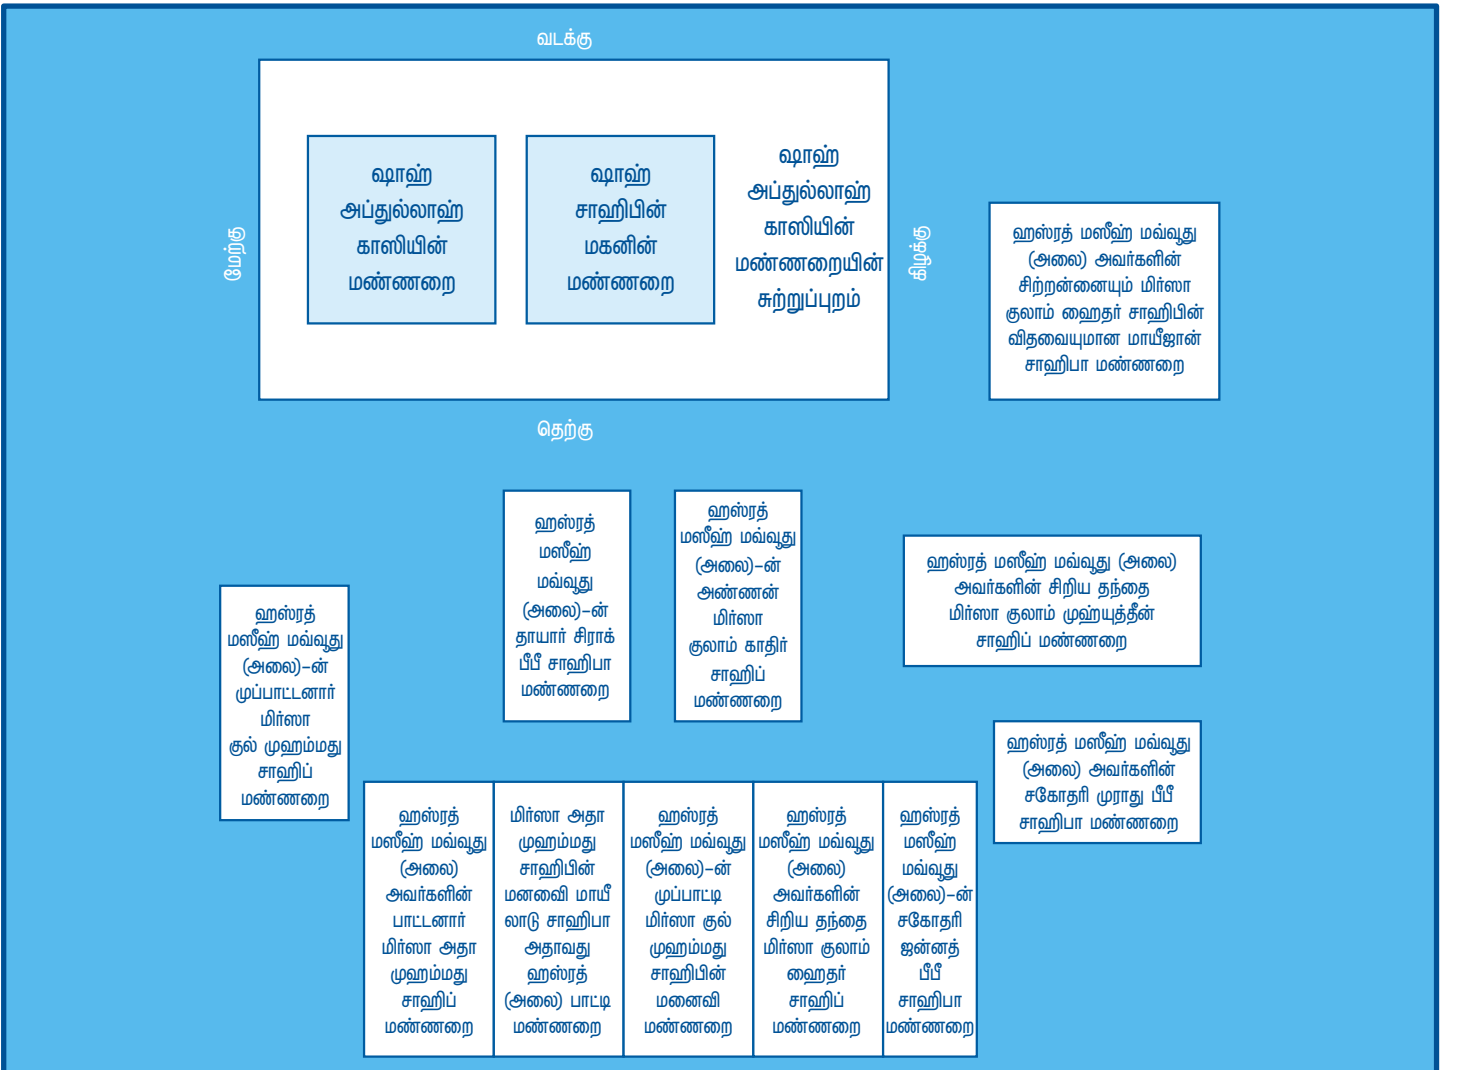 வடக்கு
மேற்கு
ஷாஹ்
அப்துல்லாஹ்
காஸியின்
மண்ணறை
ஷாஹ்
சாஹிபின்
மகனின்
மண்ணறை
ஷாஹ்
அப்துல்லாஹ்
காஸியின்
மண்ணறையின்
சுற்றுப்புறம்
கிழக்கு
தெற்கு
ஹஸ்ரத் மஸீஹ் மவ்வூது
(அலை) அவர்களின்
சிற்றன்னையும் மிர்ஸா
குலாம் ஹைதர் சாஹிபின்
விதவையுமான மாயீஜான்
சாஹிபா மண்ணறை
ஹஸ்ரத்
மஸீஹ் மவ்வூது
(அலை)-ன்
முப்பாட்டனார்
மிர்ஸா
குல் முஹம்மது
சாஹிப்
மண்ணறை
ஹஸ்ரத்
மஸீஹ்
மவ்வூது
(அலை)-ன்
தாயார் சிராக்
பீபீ சாஹிபா
மண்ணறை
ஹஸ்ரத்
மஸீஹ் மவ்வூது
(அலை)-ன்
அண்ணன்
மிர்ஸா
குலாம் காதிர்
சாஹிப்
மண்ணறை
ஹஸ்ரத் மஸீஹ் மவ்வூது (அலை)
அவர்களின் சிறிய தந்தை
மிர்ஸா குலாம் முஹ்யுத்தீன்
சாஹிப் மண்ணறை
ஹஸ்ரத் மஸீஹ் மவ்வூது
(அலை) அவர்களின்
சகோதரி முராது பீபீ
சாஹிபா மண்ணறை
ஹஸ்ரத்
மஸீஹ் மவ்வூது
(அலை)
அவர்களின்
பாட்டனார்
மிர்ஸா அதா
முஹம்மது
சாஹிப்
மண்ணறை
மிர்ஸா அதா
முஹம்மது
சாஹிபின்
மனவைி மாயீ
லாடு சாஹிபா
அதாவது
ஹஸ்ரத்
(அலை) பாட்டி
மண்ணறை
ஹஸ்ரத்
மஸீஹ் மவ்வூது
(அலை)-ன்
முப்பாட்டி
மிர்ஸா குல்
முஹம்மது
சாஹிபின்
மனைவி
மண்ணறை
ஹஸ்ரத்
மஸீஹ் மவ்வூது
(அலை)
அவர்களின்
சிறிய தந்தை
மிர்ஸா குலாம்
ஹைதர்
சாஹிப்
மண்ணறை
ஹஸ்ரத்
மஸீஹ்
மவ்வூது
(அலை)-ன்
சகோதரி
ஜன்னத்
பீபீ
சாஹிபா
மண்ணறை